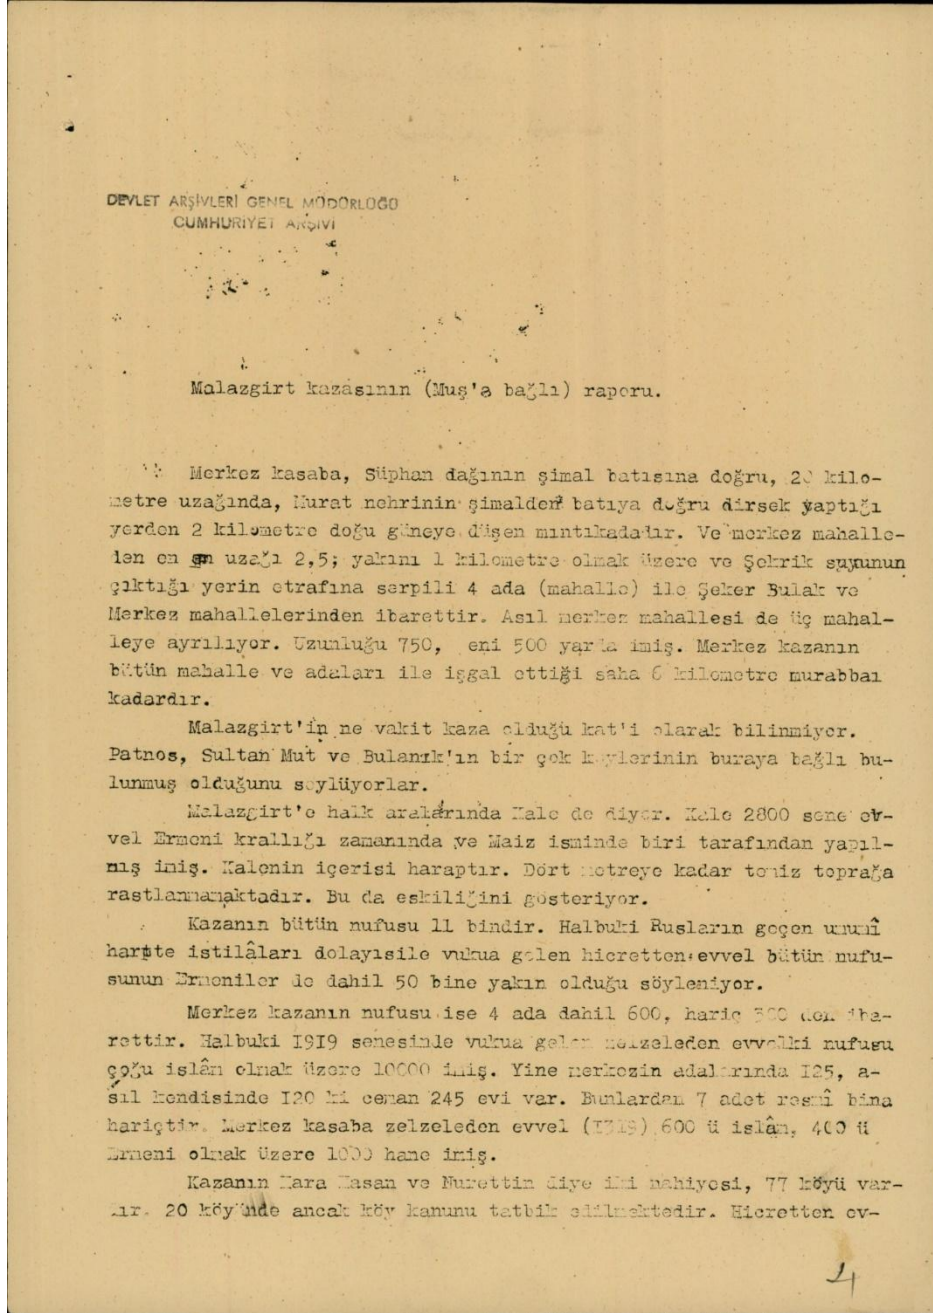 DEVLET ARŞİVLERİ GENEL MÜDÜRLÜĞÜ
CUMHURİYET ARŞİVİ
Malazgirt kazasının (Muş'a bağlı) raporu.
Merkez kasaba, Süphan dağının şimal batısına doğru, 20 kilo-
metre uzağında, Murat nehrinin şimalden batıya doğru dirsek yaptığı
yerden 2 kilometre doğu güneye düşen mıntıkadadır. Ve merkez mahalle-
den en uzağı 2,5; yakını 1 kilometre olmak üzere ve Şekrik suyunun
çıktığı yerin etrafına serpili 4 ada (mahalle) ile Şeker Bulak ve
Merkez mahallelerinden ibarettir. Asıl merkez mahallesi de üç mahal-
leye ayrılıyor. Uzunluğu 750, eni 500 yarda imiş. Merkez kazanın
bütün mahalle ve adaları ile işgal ettiği saha 6 kilometre murabbaı
kadardır.
Malazgirt'in ne vakit kaza olduğu kat'i olarak bilinmiyor.
Patnos, Sultan Mut ve Bulanık'ın bir çok köylerinin buraya bağlı bu-
lunmuş olduğunu söylüyorlar.
Malazgirt'e halk aralarında Kale de diyor. Kale 2800 sene ev-
vel Ermeni krallığı zamanında ve Maiz isminde biri tarafından yapıl-
mış imiş. Kalenin içerisi haraptır. Dört metreye kadar temiz toprağa
rastlanmamaktadır. Bu da eskiliğini gösteriyor.
Kazanın bütün nufusu 11 bindir. Halbuki Rusların geçen umumî
harpte istilâları dolayısile vukua gelen hicretten evvel bütün nufu-
sunun Ermeniler de dahil 50 bine yakın olduğu söyleniyor.
Merkez kazanın nufusu ise 4 ada dahil 600, hariç den iba-
rettir. Halbuki I919 senesinde vukua gelen zelzeleden evvelki nufusu
çoğu islâm olmak üzere 10000 imiş. Yine merkezin adalarında I25, a-
sıl kendisinde I20 ki ceman 245 evi var. Bunlardan 7 adet resmî bina
hariçtir. Merkez kasaba zelzeleden evvel (I919) 600 ü islâm, 400 ü
Ermeni olmak üzere 1000 hane imiş.
Kazanın Kara Hasan ve Nurettin diye iki nahiyesi, 77 köyü var-
dır. 20 köyünde ancak köy kanunu tatbik edilmektedir. Hicretten ev-
4